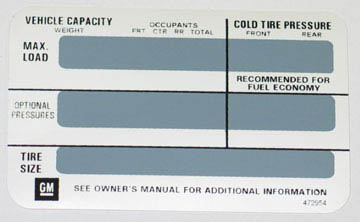 VEHICLE CAPACITY OCCUPANTS COLD TIRE PRESSURE
WEIGHT FRT CTR RR TOTAL FRONT REAR
MAX.
LOAD
RECOMMENDED FOR
FUEL ECONOMY
OPTIONAL
PRESSURES
TIRE
SIZE
GM SEE OWNER'S MANUAL FOR ADDITIONAL INFORMATION
472954